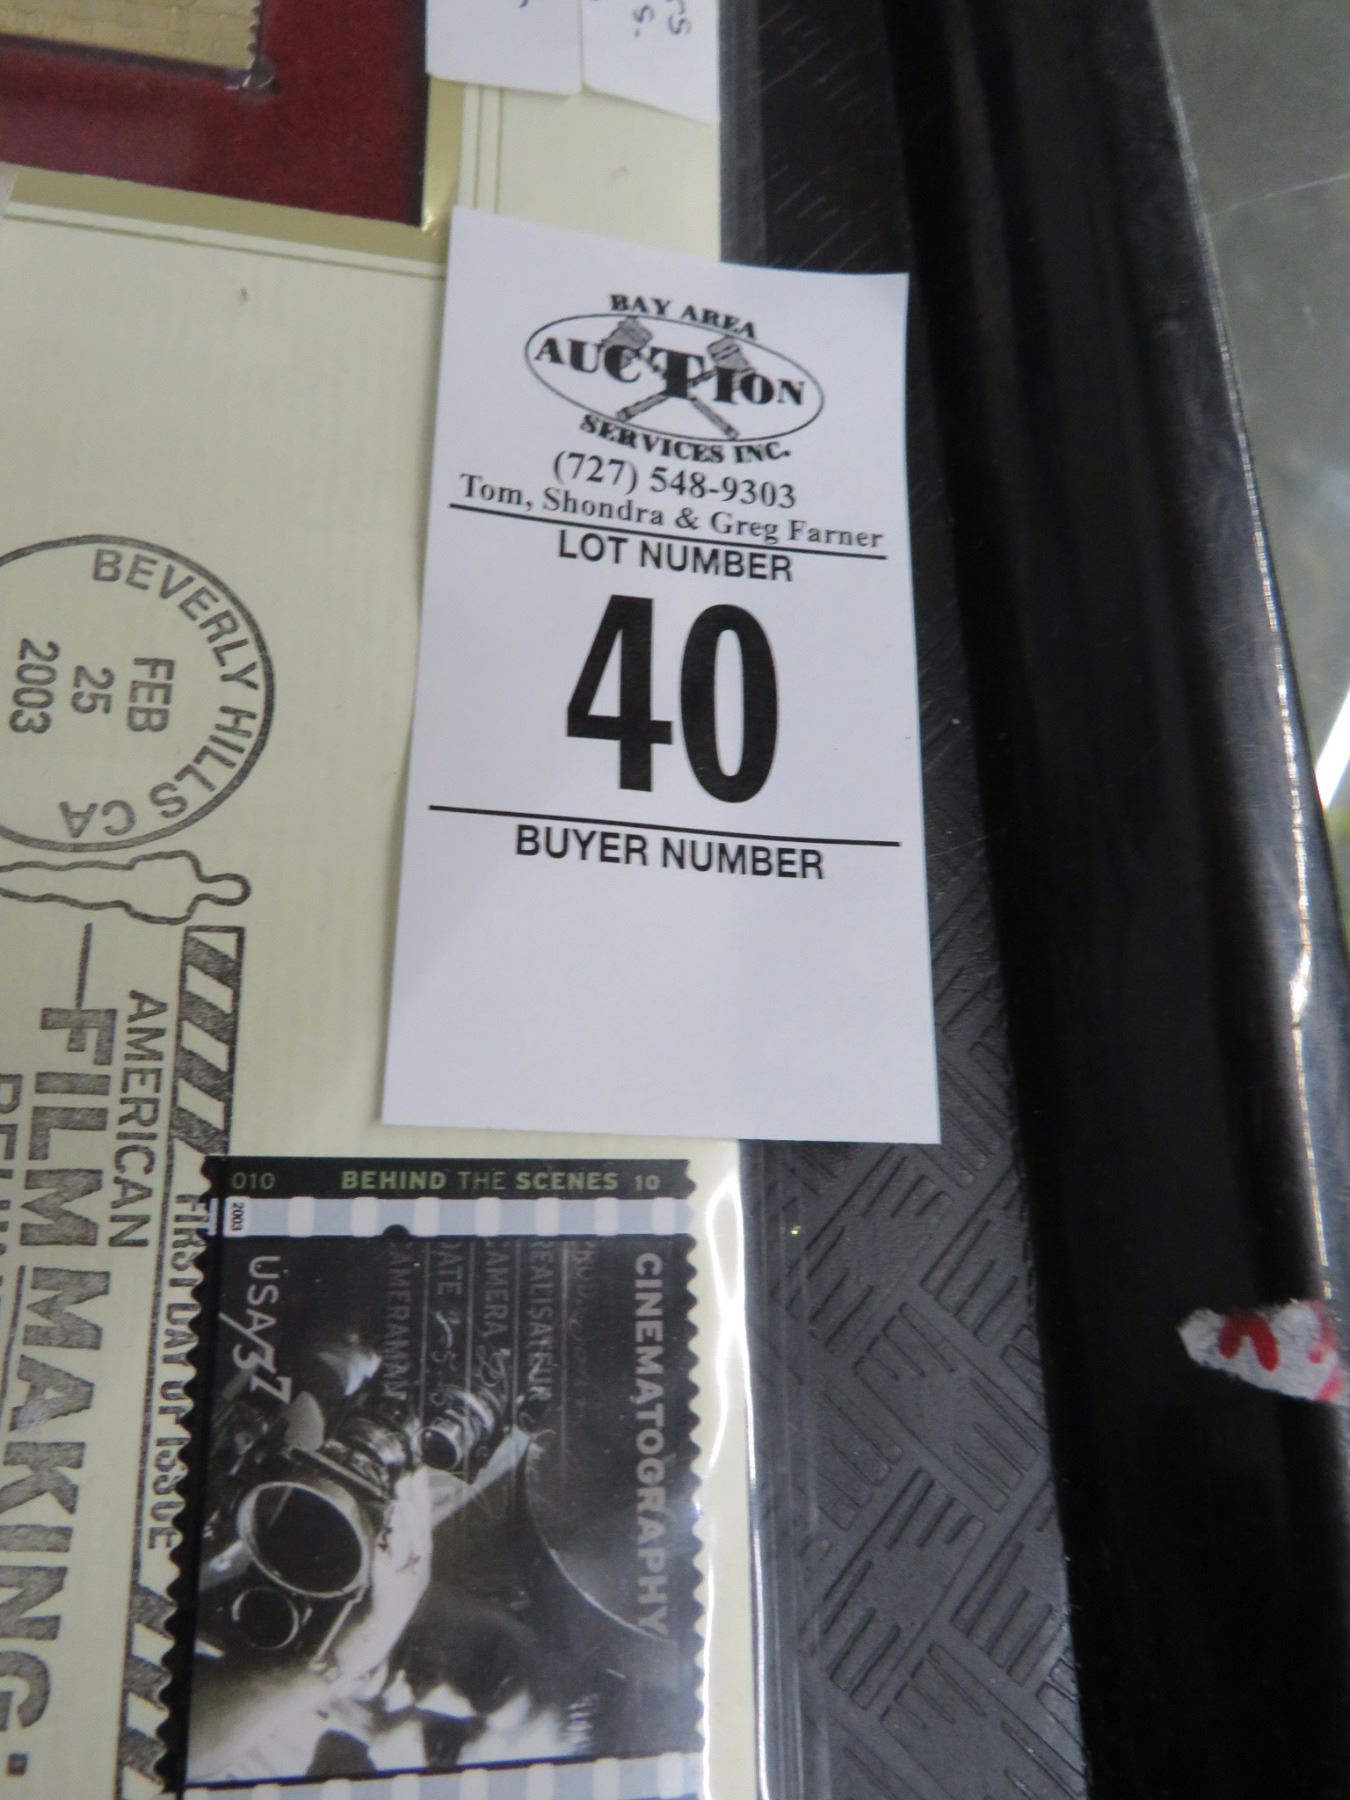 BAY AREA
AUCTION
SERVICES INC.
(727) 548-9303
Tom, Shondra & Greg Farner
LOT NUMBER
40
BUYER NUMBER
BEVERLY HILLS
CA
FEB
25
2003
AMERICAN
FILMMAKING:
FIRST DAY OF ISSUE
010 BEHIND THE SCENES 10
2003
USA 37
CINEMATOGRAPHY
CAMERA
CAMERAMAN